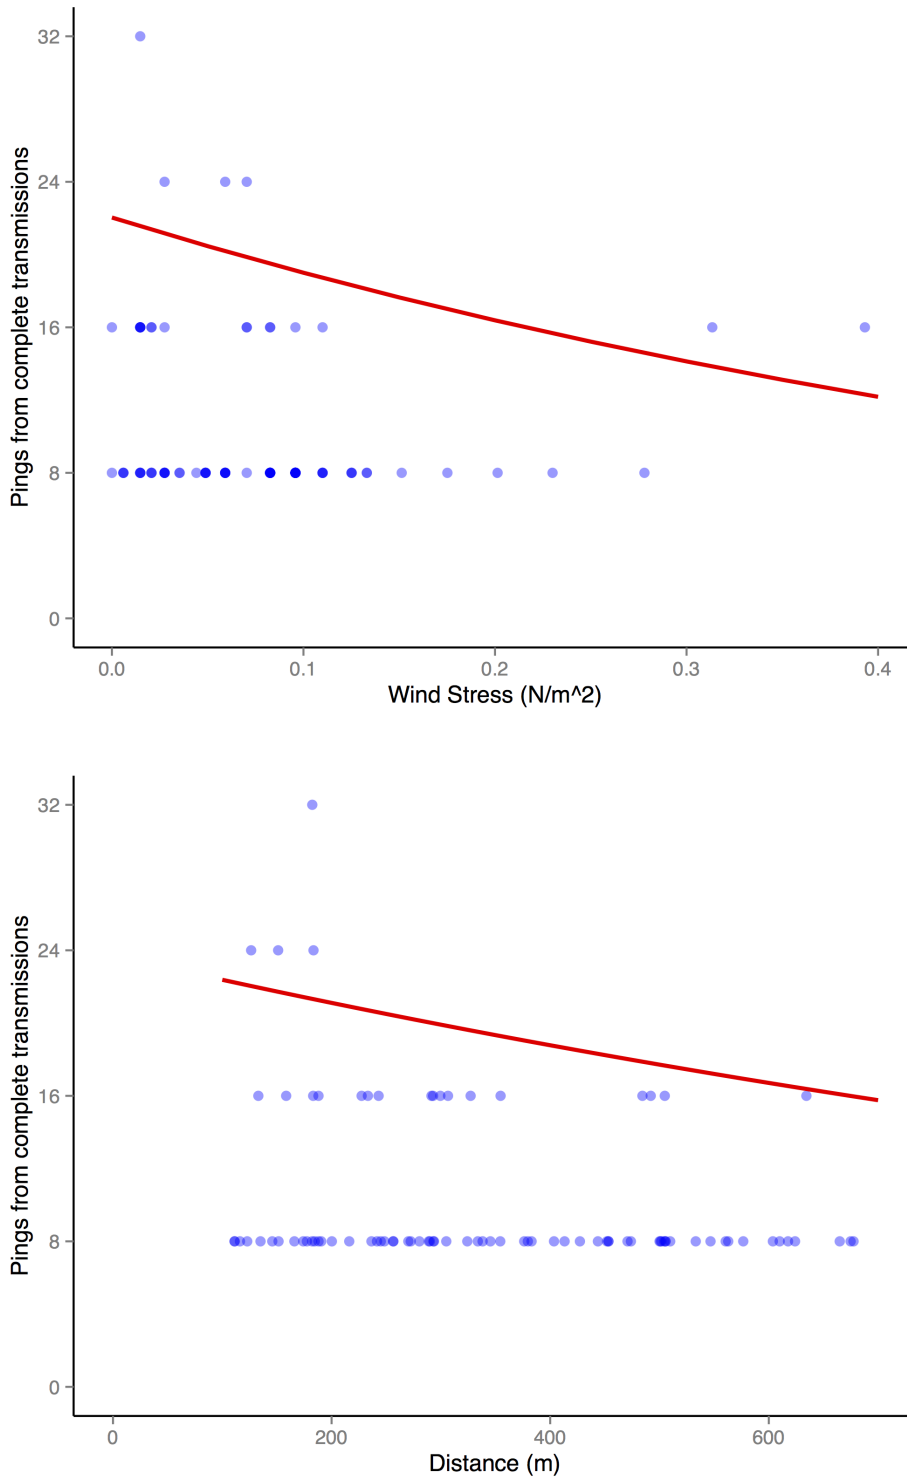 32
24
16
8
0
Pings from complete transmissions
0.0 0.1 0.2 0.3 0.4
Wind Stress (N/m^2)
32
24
16
8
0
Pings from complete transmissions
0 200 400 600
Distance (m)